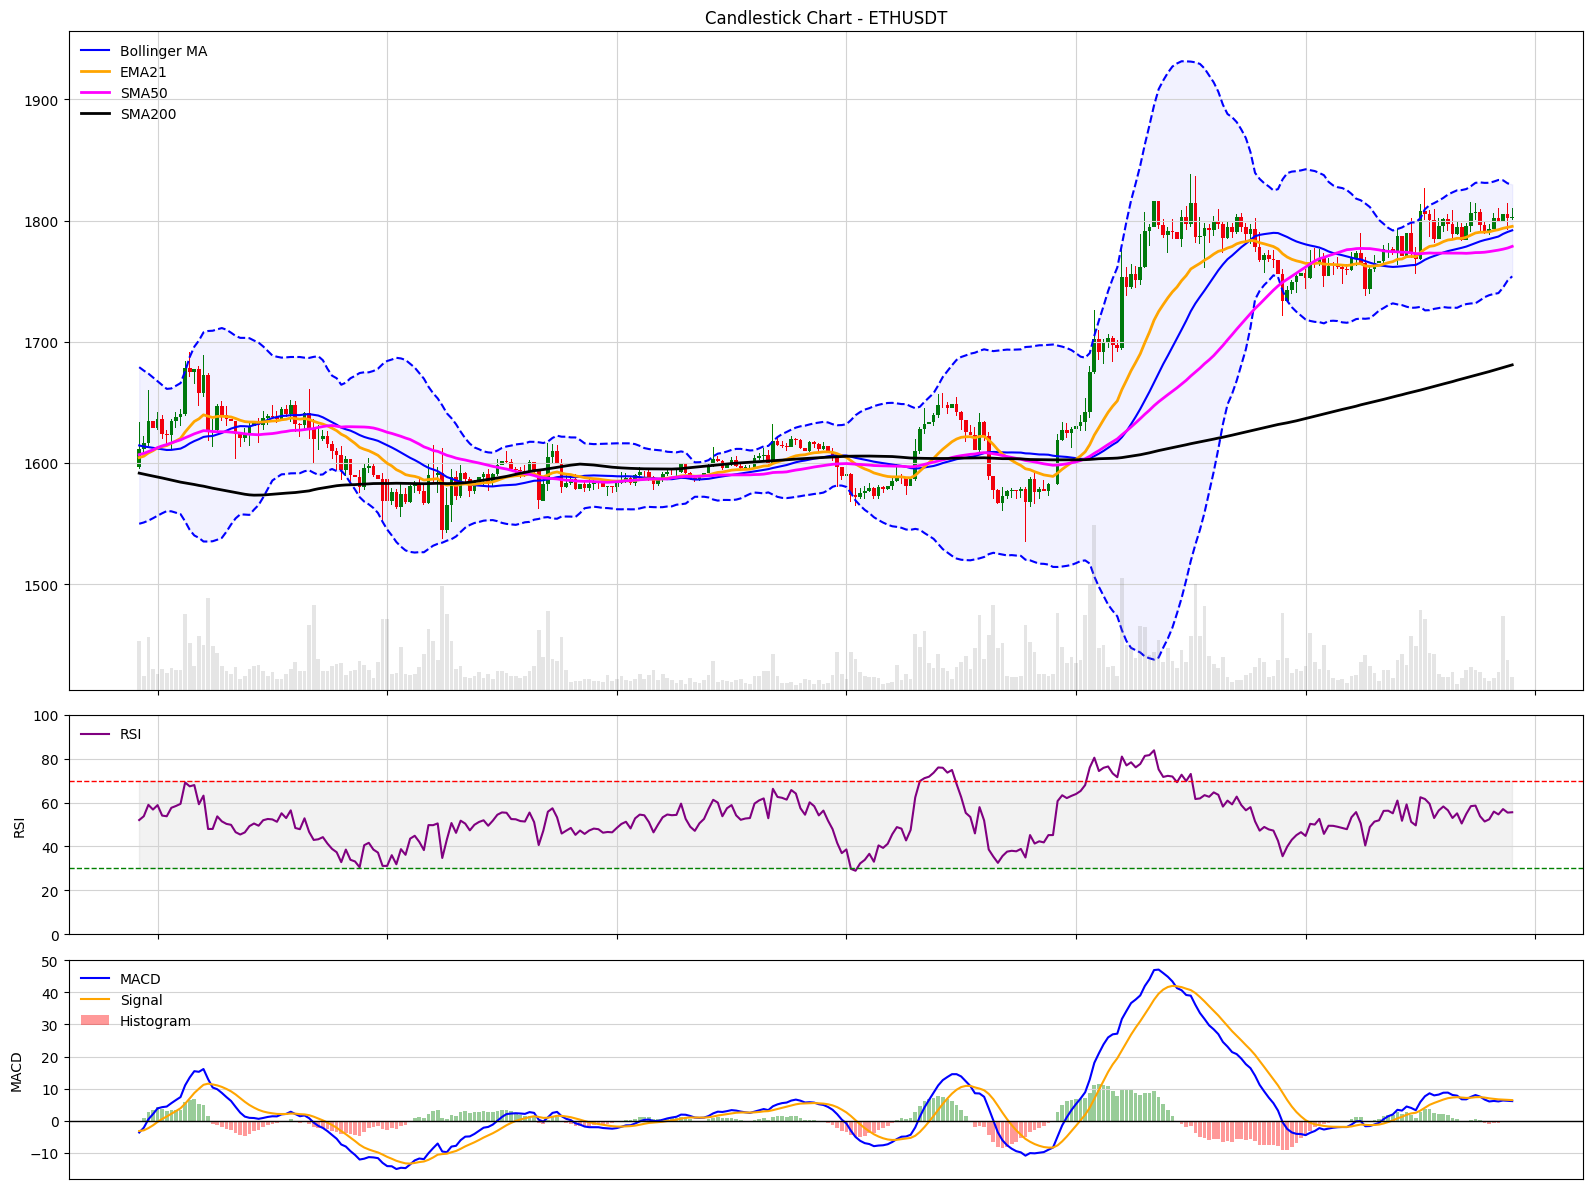 Candlestick Chart - ETHUSDT
Bollinger MA
EMA21
SMA50
SMA200
1900
1800
1700
1600
1500
100
80
60
40
20
0
RSI
RSI
50
40
30
20
10
0
−10
MACD
MACD
Signal
Histogram